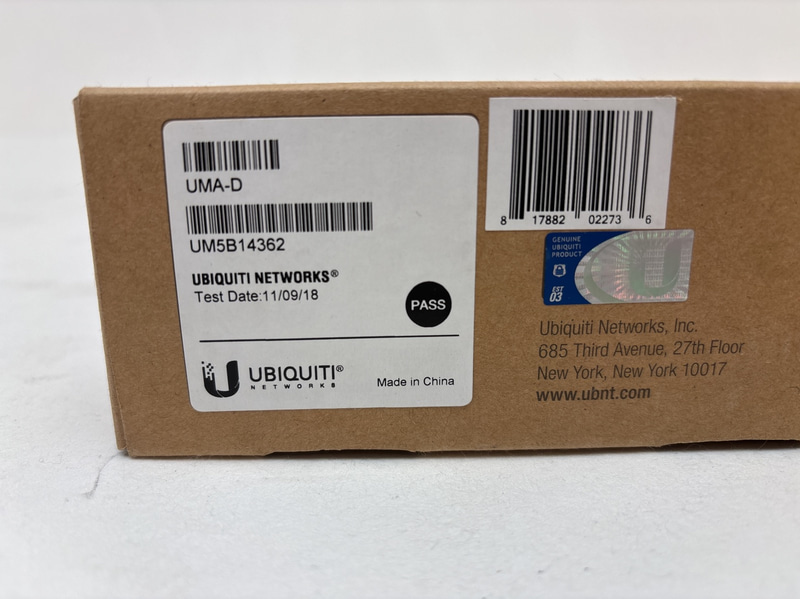 UMA-D
UM5B14362
UBIQUITI NETWORKS®
Test Date:11/09/18
PASS
UBIQUITI®
NETWORKS
Made in China
8 17882 02273 6
GENUINE
UBIQUITI
PRODUCT
EST
03
Ubiquiti Networks, Inc.
685 Third Avenue, 27th Floor
New York, New York 10017
www.ubnt.com